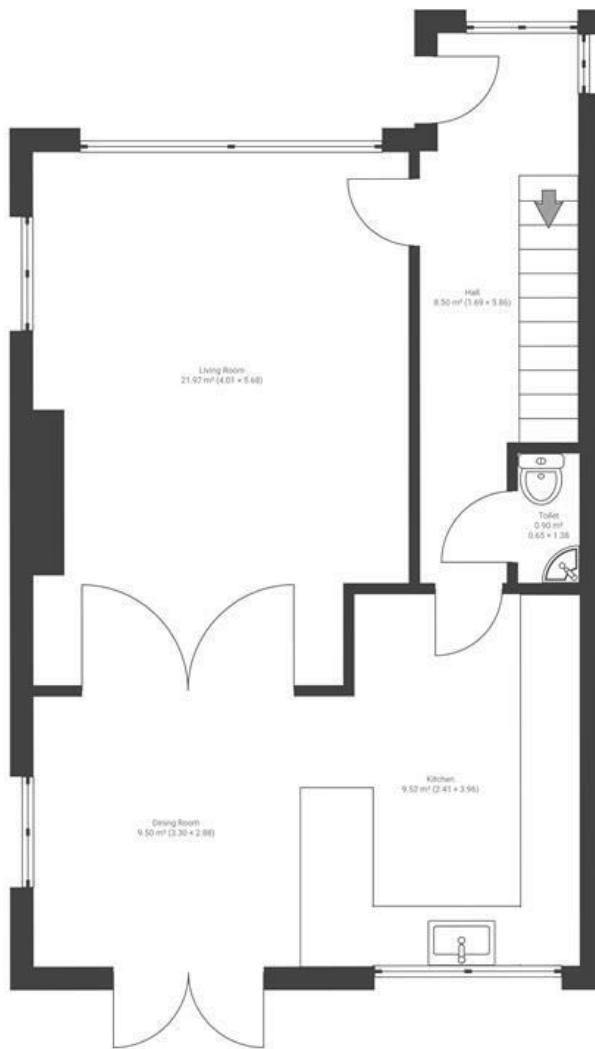 Hall
8.50 m² (1.69 × 5.86)
Living Room
21.97 m² (4.01 × 5.68)
Toilet
0.90 m²
0.65 × 1.38
Kitchen
9.52 m² (2.41 × 3.96)
Dining Room
9.50 m² (3.30 × 2.88)